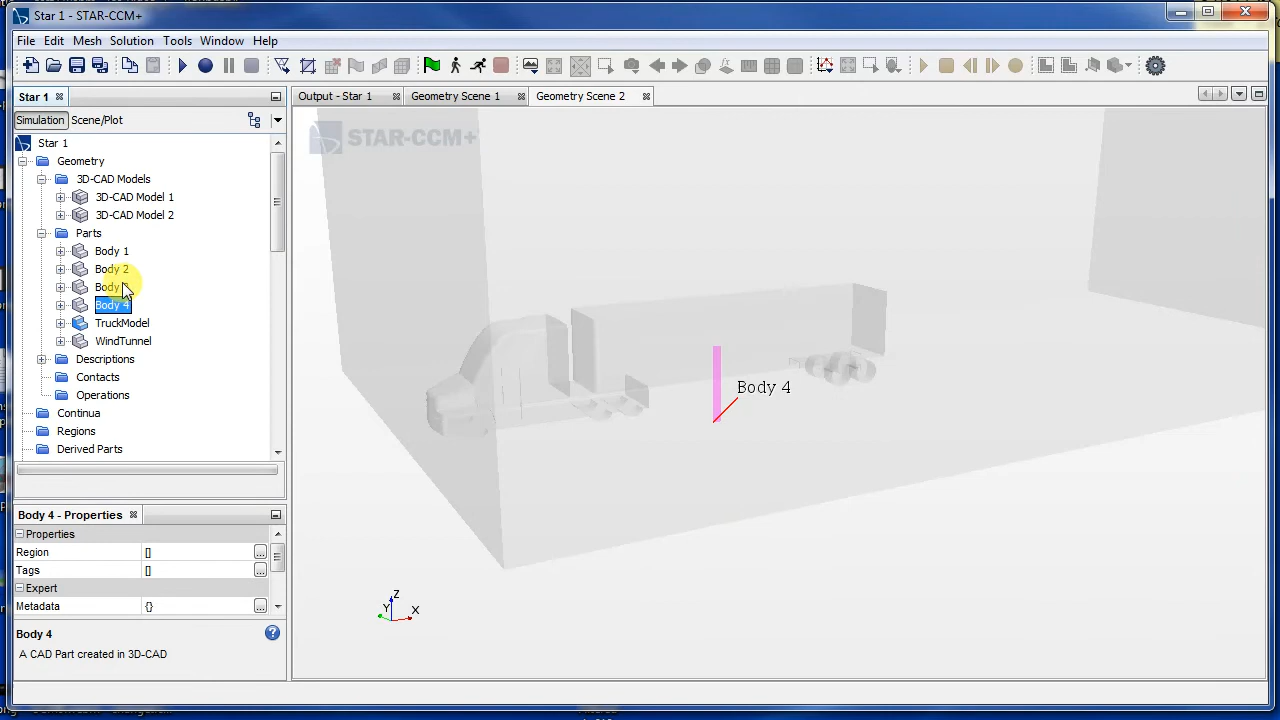 Star 1 - STAR-CCM+
File Edit Mesh Solution Tools Window Help
Star 1
Output - Star 1 Geometry Scene 1 Geometry Scene 2
Simulation Scene/Plot
STAR-CCM+
Star 1
Geometry
3D-CAD Models
3D-CAD Model 1
3D-CAD Model 2
Parts
Body 1
Body 2
Body
Body 4
TruckModel
WindTunnel
Descriptions
Contacts
Operations
Continua
Regions
Derived Parts
Body 4
Body 4 - Properties
Properties
Region []
Tags []
Expert
Metadata {}
Body 4
A CAD Part created in 3D-CAD
Z
Y
X